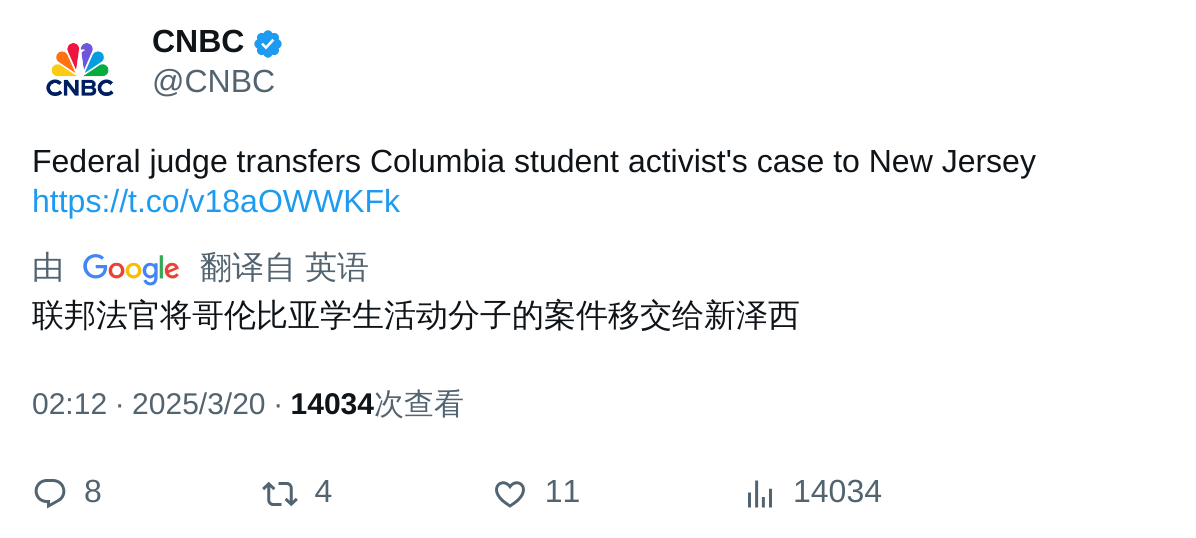 CNBC
CNBC
@CNBC
Federal judge transfers Columbia student activist's case to New Jersey
https://t.co/v18aOWWKFk
由 Google 翻译自 英语
联邦法官将哥伦比亚学生活动分子的案件移交给新泽西
02:12 · 2025/3/20 · 14034次查看
8 4 11 14034